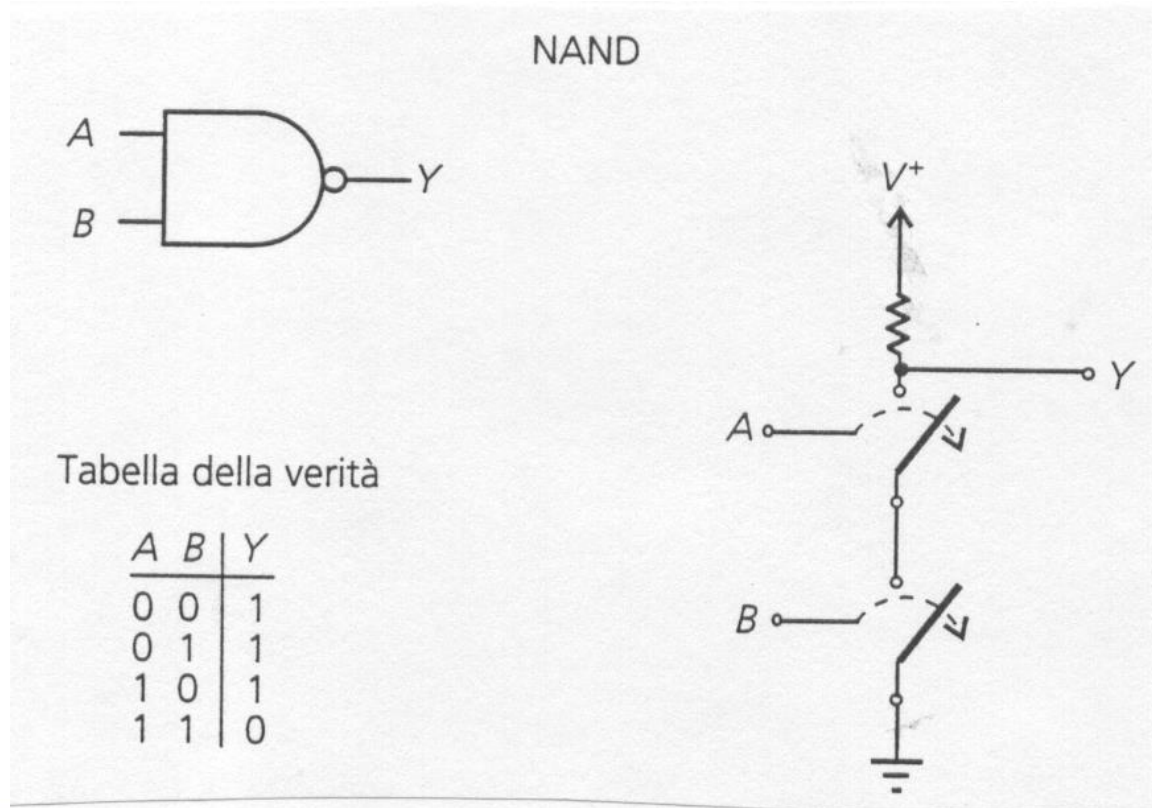 NAND
A
B
Y
V+
Y
A
B
Tabella della verità
A B Y
0 0 1
0 1 1
1 0 1
1 1 0